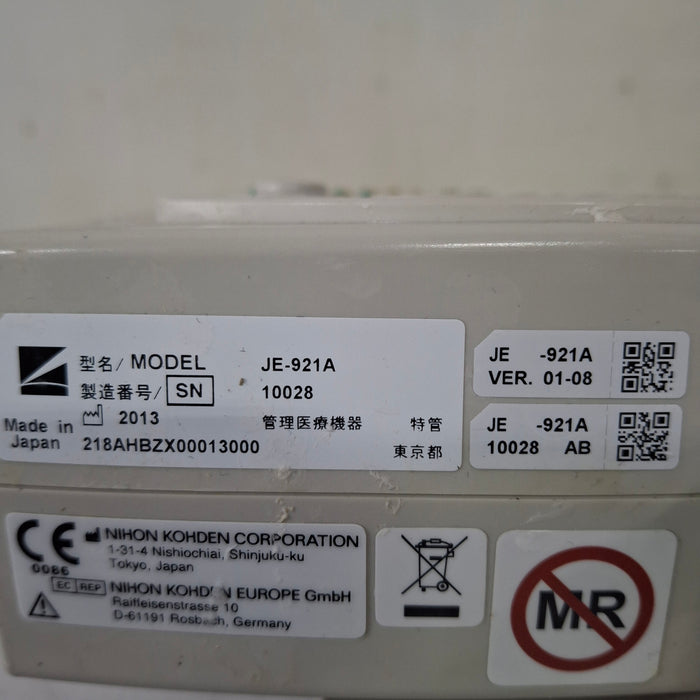 型名/ MODEL JE-921A
製造番号/ SN 10028
2013 管理医療機器 特管
Made in
Japan 218AHBZX00013000 東京都
JE -921A
VER. 01-08
JE -921A
10028 AB
CE
0086
NIHON KOHDEN CORPORATION
1-31-4 Nishiochiai, Shinjuku-ku
Tokyo, Japan
EC REP NIHON KOHDEN EUROPE GmbH
Raiffeisenstrasse 10
D-61191 Rosbach, Germany
MR